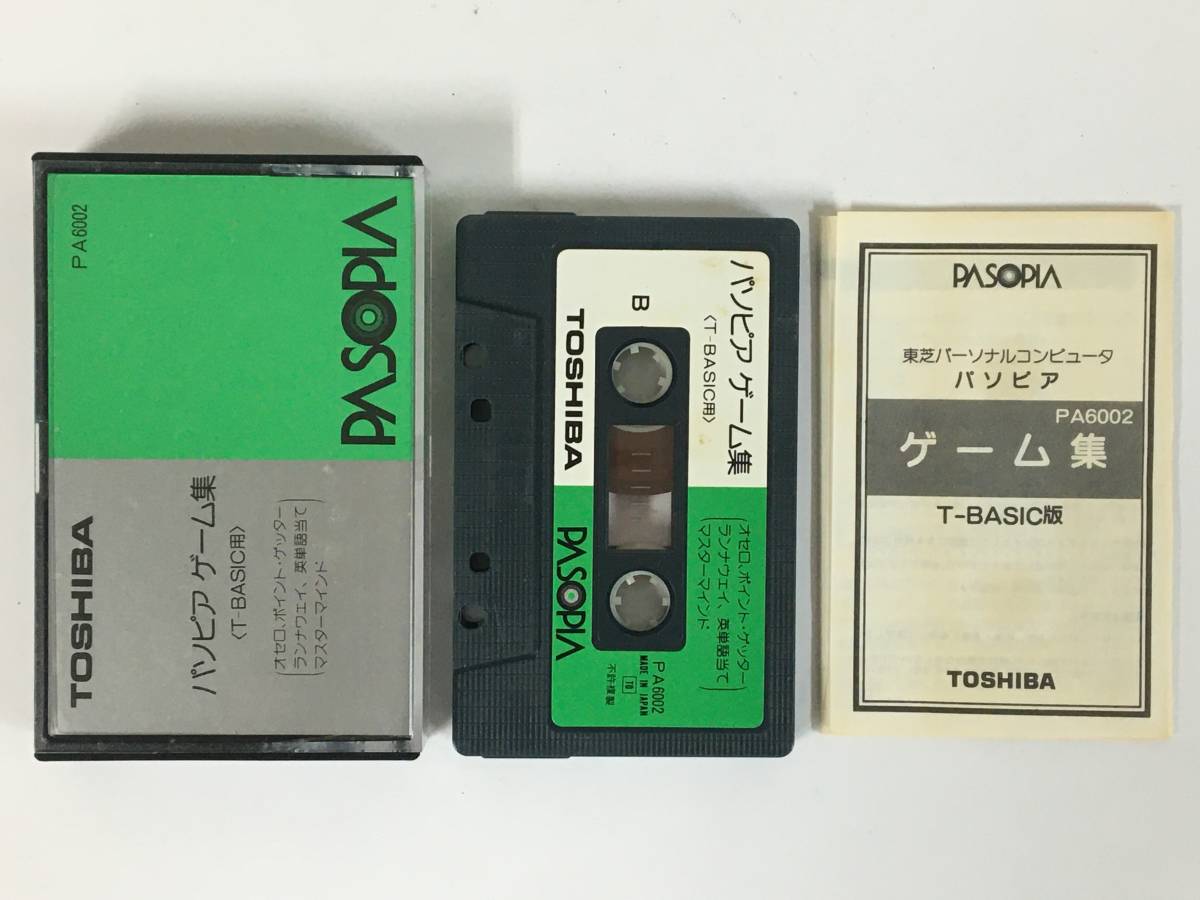 PA6002
PASOPIA
TOSHIBA
パソピア ゲーム集
〈T-BASIC用〉
(オセロ、ポイント・ゲッター
ランナウェイ、英単語当て
マスターマインド)
パソピア ゲーム集
〈T-BASIC用〉
B
TOSHIBA
PASOPIA
(オセロ、ポイント・ゲッター
ランナウェイ、英単語当て
マスターマインド)
PA6002
MADE IN JAPAN
TO
不許複製
PASOPIA
東芝パーソナルコンピュータ
パソピア
PA6002
ゲーム集
T-BASIC版
TOSHIBA